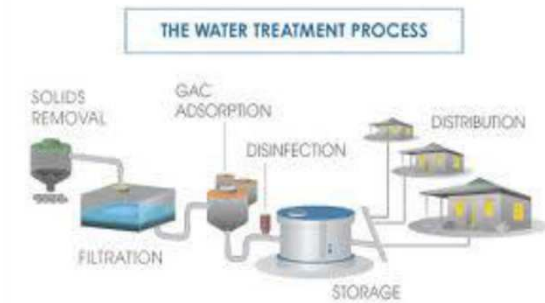 THE WATER TREATMENT PROCESS
SOLIDS
REMOVAL
GAC
ADSORPTION
DISINFECTION
DISTRIBUTION
FILTRATION
STORAGE